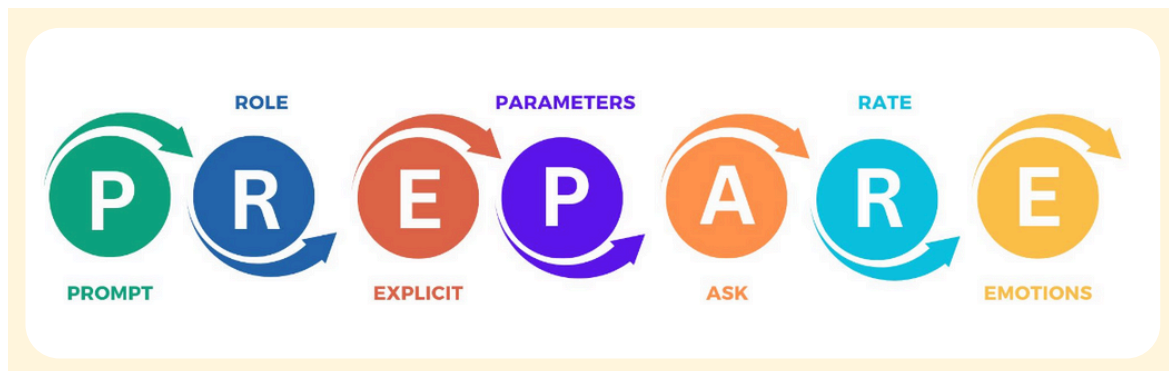 ROLE
PARAMETERS
RATE
P R E P A R E
PROMPT
EXPLICIT
ASK
EMOTIONS